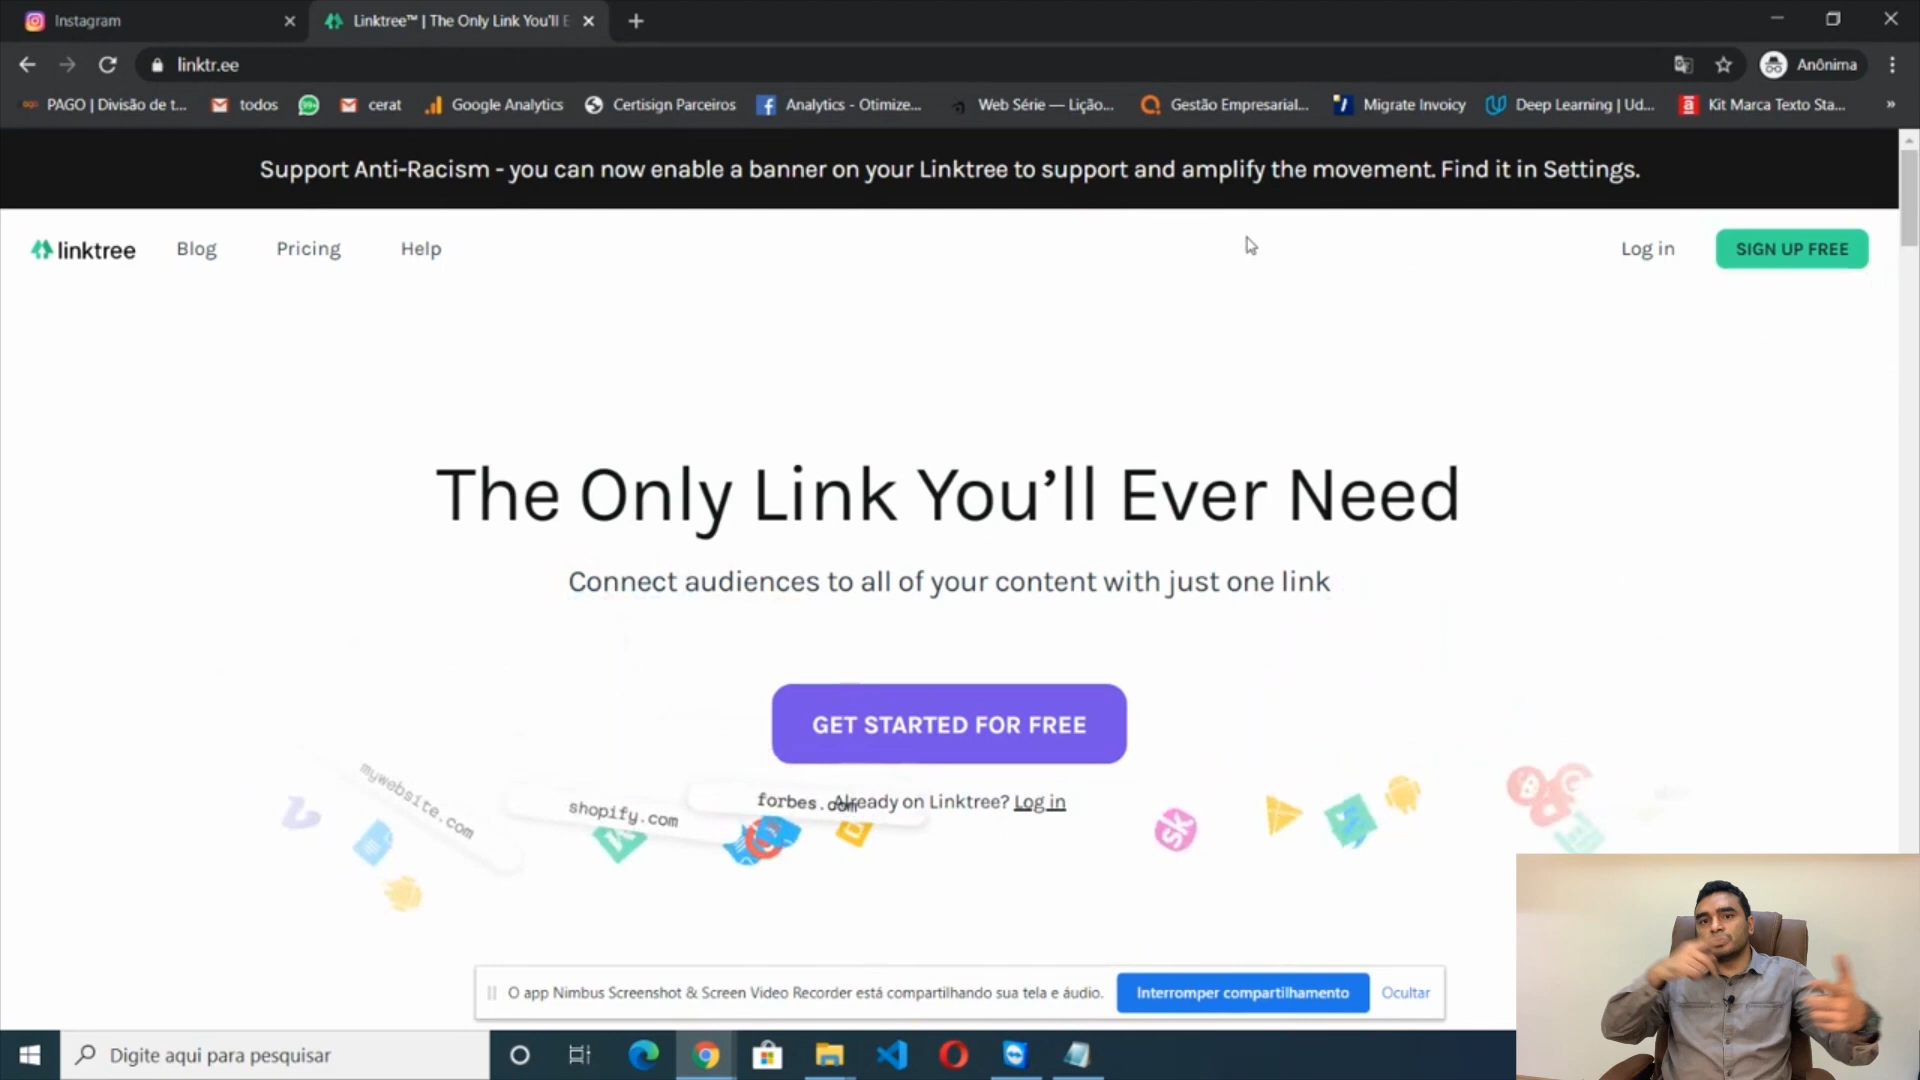 Instagram
Linktree™ | The Only Link You'll E
linktr.ee
Anônima
PAGO | Divisão de t...
todos
99+
cerat
Google Analytics
Certisign Parceiros
Analytics - Otimize...
Web Série — Lição...
Gestão Empresarial...
Migrate Invoicy
Deep Learning | Ud...
Kit Marca Texto Sta...
»
Support Anti-Racism - you can now enable a banner on your Linktree to support and amplify the movement. Find it in Settings.
linktree
Blog
Pricing
Help
Log in
SIGN UP FREE
The Only Link You'll Ever Need
Connect audiences to all of your content with just one link
GET STARTED FOR FREE
mywebsite.com
shopify.com
forbes.com
Already on Linktree? Log in
sk
O app Nimbus Screenshot & Screen Video Recorder está compartilhando sua tela e áudio.
Interromper compartilhamento
Ocultar
Digite aqui para pesquisar